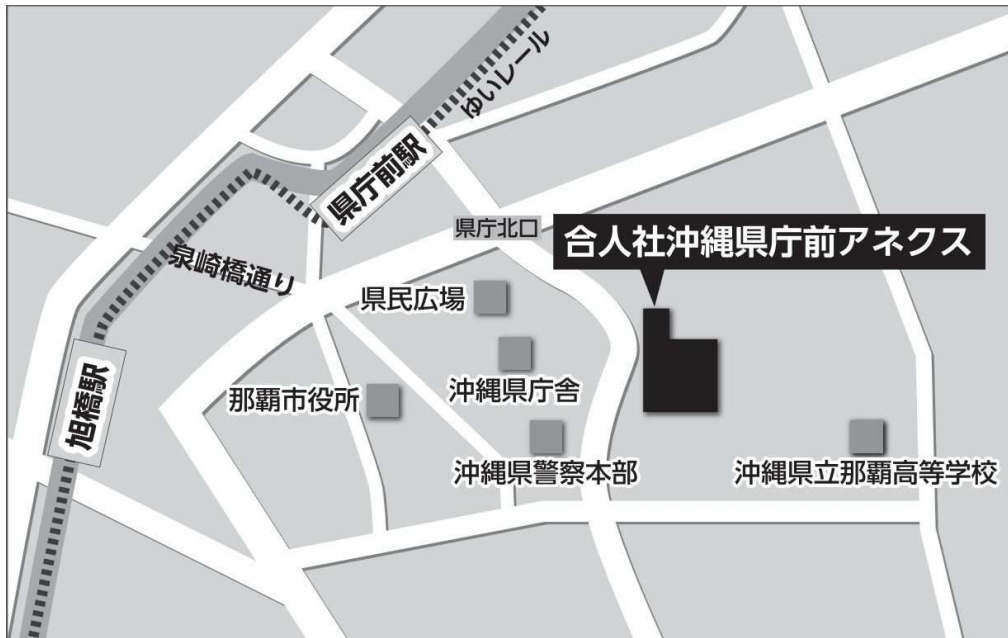 ゆいレール
県庁前駅
県庁北口
合人社沖縄県庁前アネクス
泉崎橋通り
県民広場
旭橋駅
沖縄県庁舎
那覇市役所
沖縄県警察本部
沖縄県立那覇高等学校